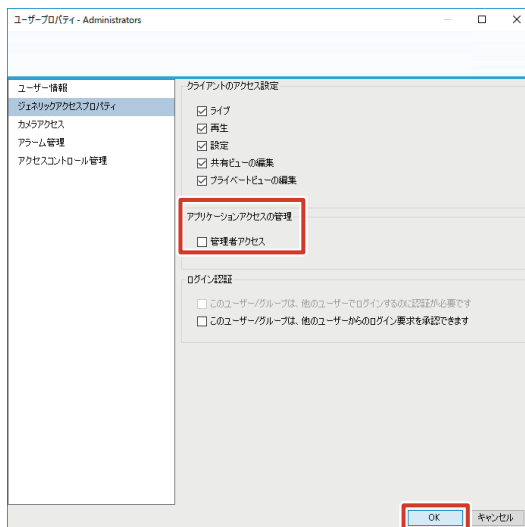 ユーザープロパティ - Administrators
ユーザー情報
ジェネリックアクセスプロパティ
カメラアクセス
アラーム管理
アクセスコントロール管理
クライアントのアクセス設定
ライブ
再生
設定
共有ビューの編集
プライベートビューの編集
アプリケーションアクセスの管理
管理者アクセス
ログイン認証
このユーザー/グループは、他のユーザーでログインするのに認証が必要です
このユーザー/グループは、他のユーザーからのログイン要求を承認できます
OK
キャンセル